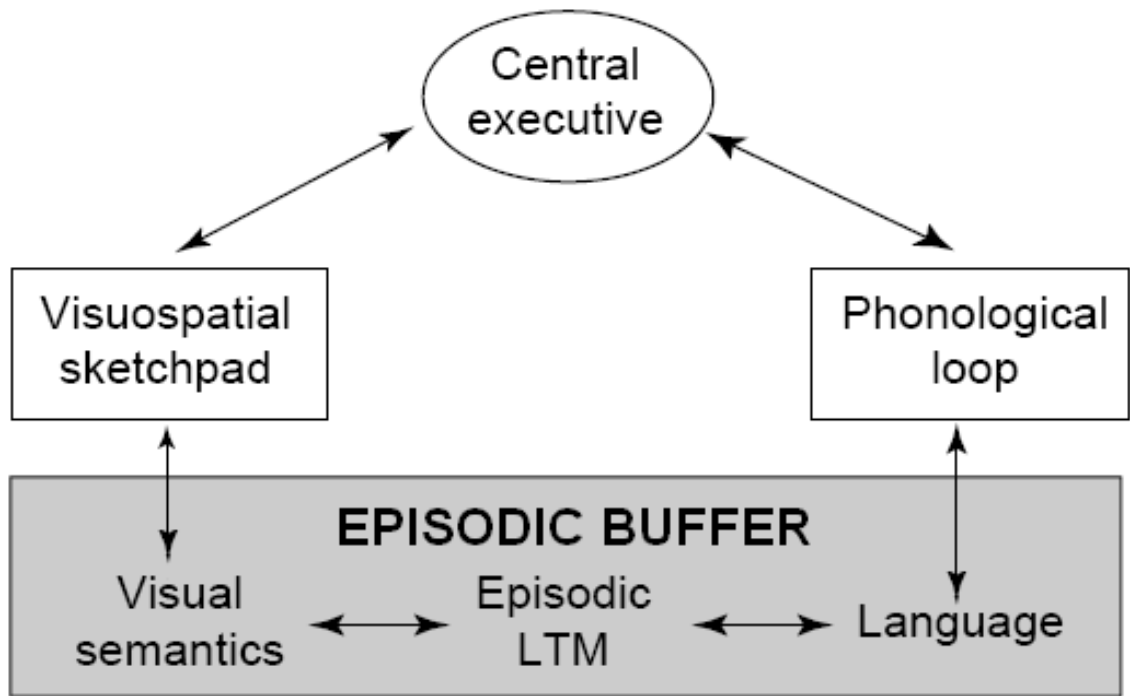 Central
executive
Visuospatial
sketchpad
Phonological
loop
EPISODIC BUFFER
Visual
semantics
Episodic
LTM
Language